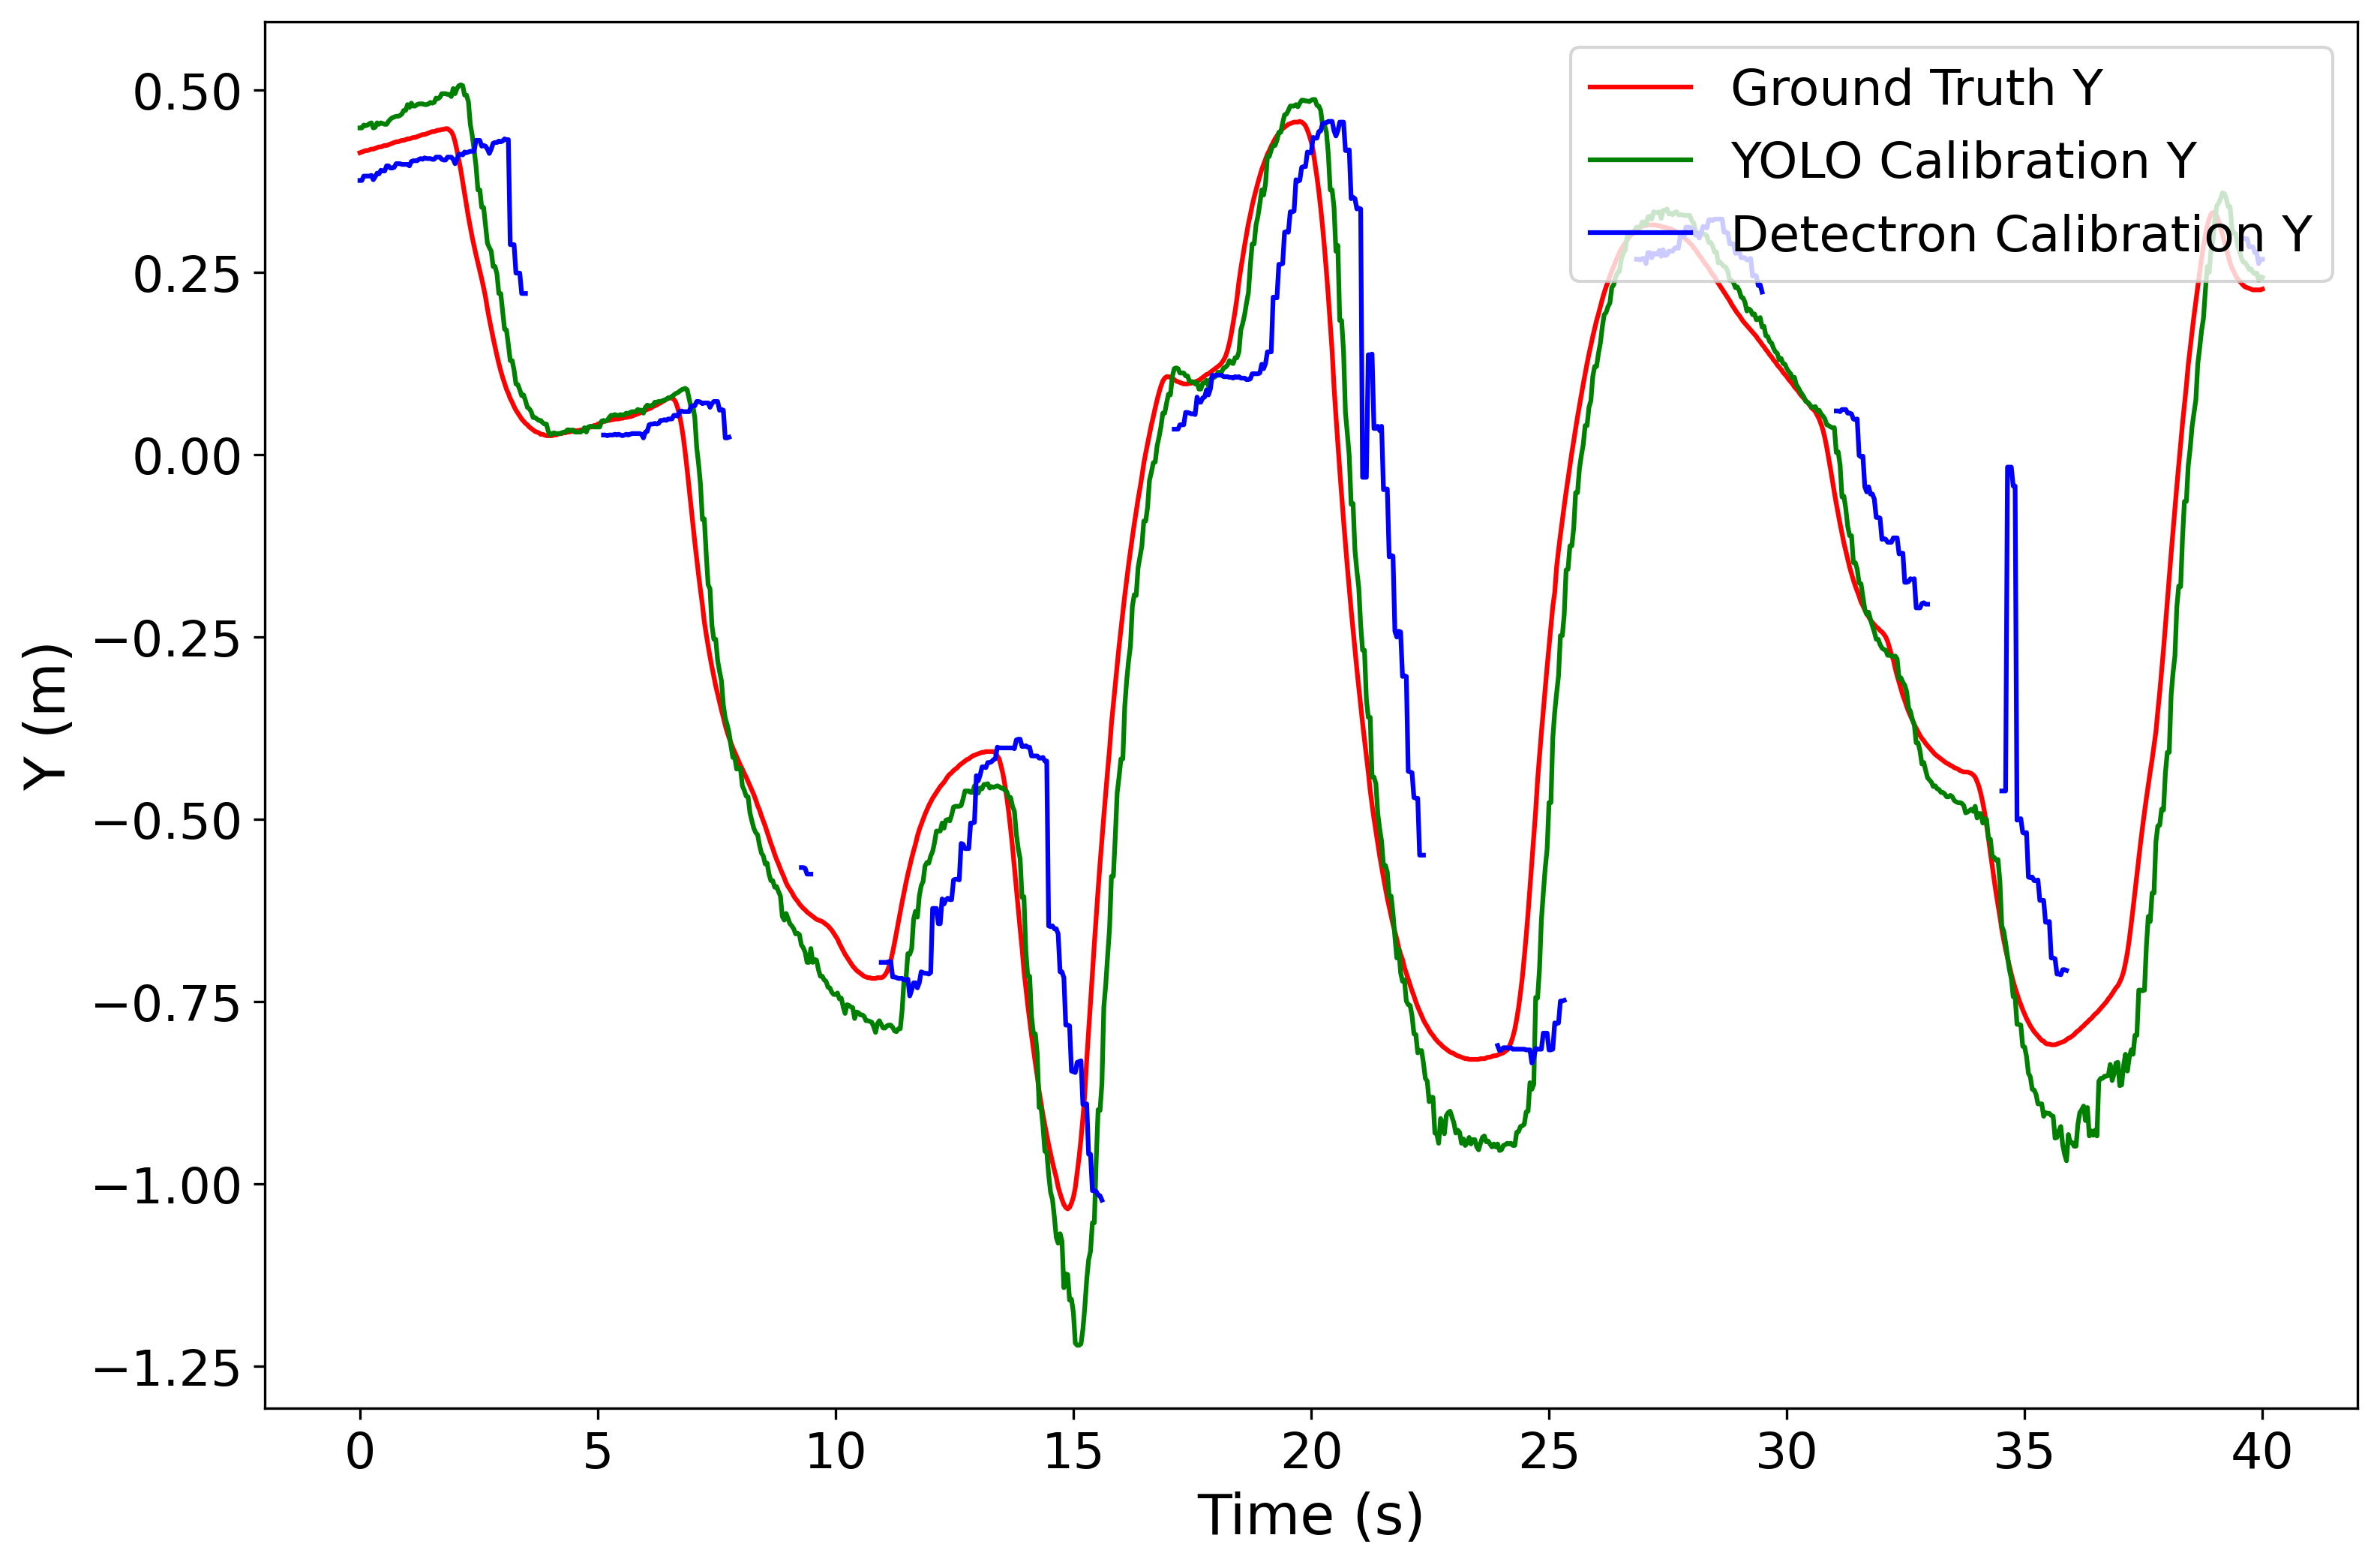 Ground Truth Y
YOLO Calibration Y
Detectron Calibration Y
0.50
0.25
0.00
−0.25
−0.50
−0.75
−1.00
−1.25
Y (m)
0 5 10 15 20 25 30 35 40
Time (s)